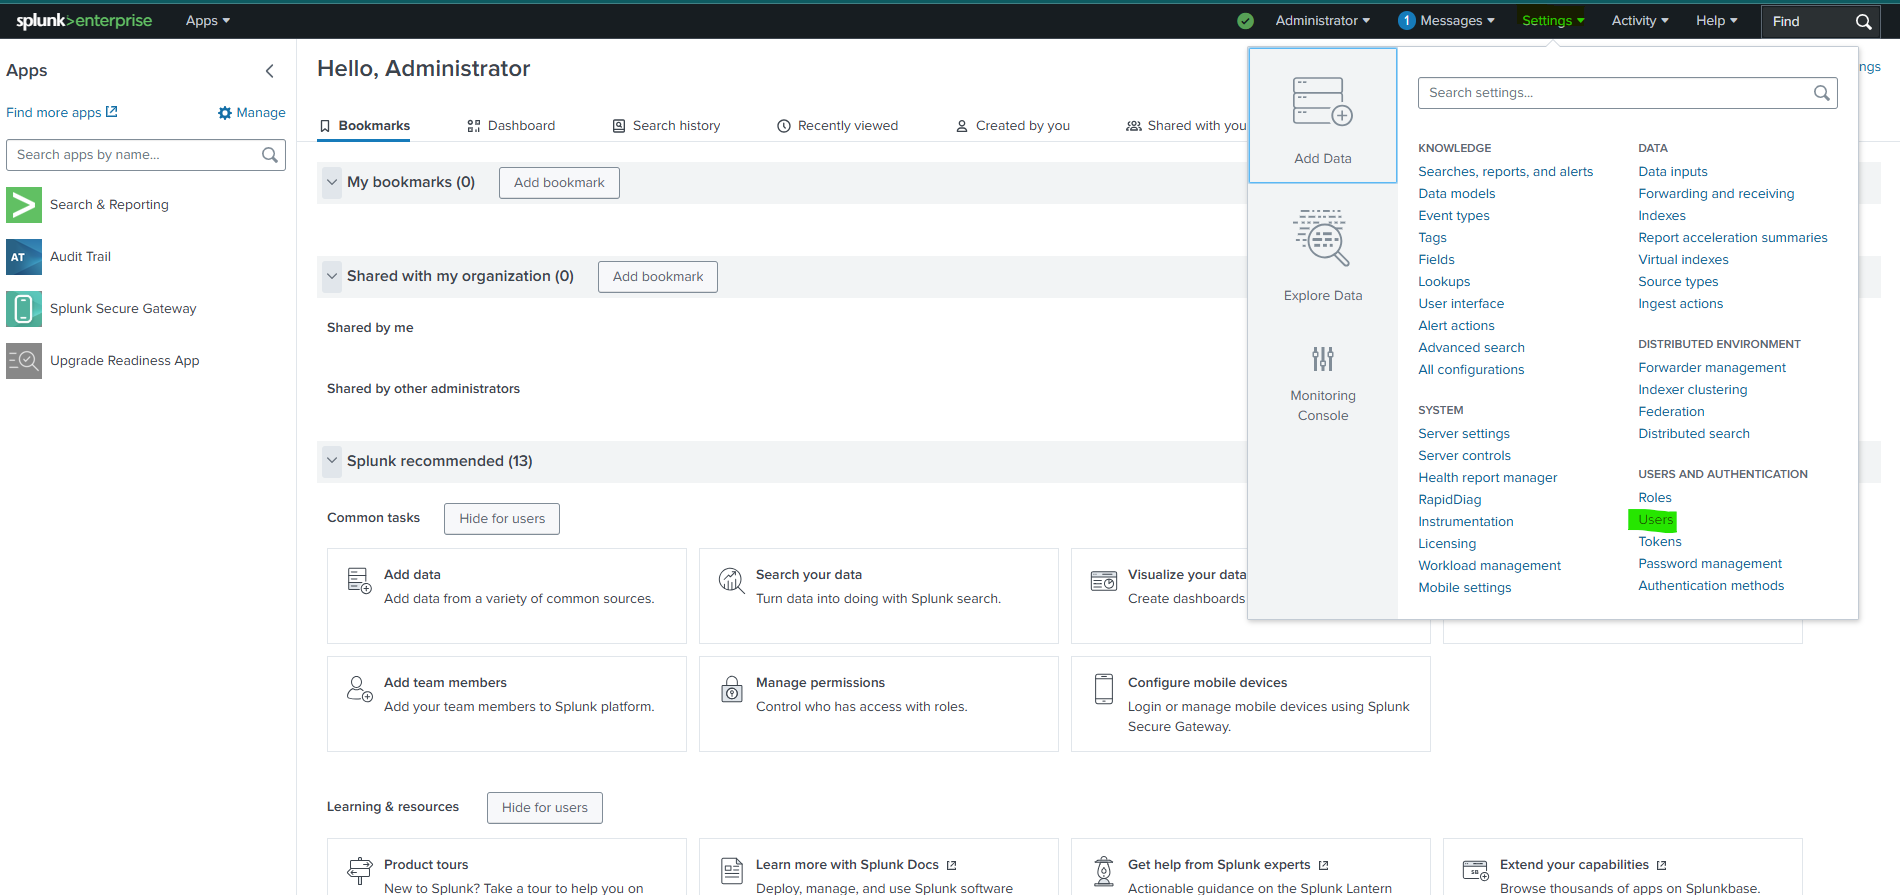 splunk>enterprise
Apps
Administrator
1 Messages
Settings
Activity
Help
Find
Apps
Find more apps
Manage
Search apps by name...
Search & Reporting
AT
Audit Trail
Splunk Secure Gateway
Upgrade Readiness App
Hello, Administrator
ngs
Bookmarks
Dashboard
Search history
Recently viewed
Created by you
Shared with you
My bookmarks (0)
Add bookmark
Shared with my organization (0)
Add bookmark
Shared by me
Shared by other administrators
Splunk recommended (13)
Common tasks
Hide for users
Add data
Add data from a variety of common sources.
Search your data
Turn data into doing with Splunk search.
Visualize your data
Create dashboards
Add team members
Add your team members to Splunk platform.
Manage permissions
Control who has access with roles.
Configure mobile devices
Login or manage mobile devices using Splunk
Secure Gateway.
Learning & resources
Hide for users
Product tours
New to Splunk? Take a tour to help you on
Learn more with Splunk Docs
Deploy, manage, and use Splunk software
Get help from Splunk experts
Actionable guidance on the Splunk Lantern
Extend your capabilities
Browse thousands of apps on Splunkbase.
Add Data
Explore Data
Monitoring
Console
Search settings...
KNOWLEDGE
Searches, reports, and alerts
Data models
Event types
Tags
Fields
Lookups
User interface
Alert actions
Advanced search
All configurations
SYSTEM
Server settings
Server controls
Health report manager
RapidDiag
Instrumentation
Licensing
Workload management
Mobile settings
DATA
Data inputs
Forwarding and receiving
Indexes
Report acceleration summaries
Virtual indexes
Source types
Ingest actions
DISTRIBUTED ENVIRONMENT
Forwarder management
Indexer clustering
Federation
Distributed search
USERS AND AUTHENTICATION
Roles
Users
Tokens
Password management
Authentication methods